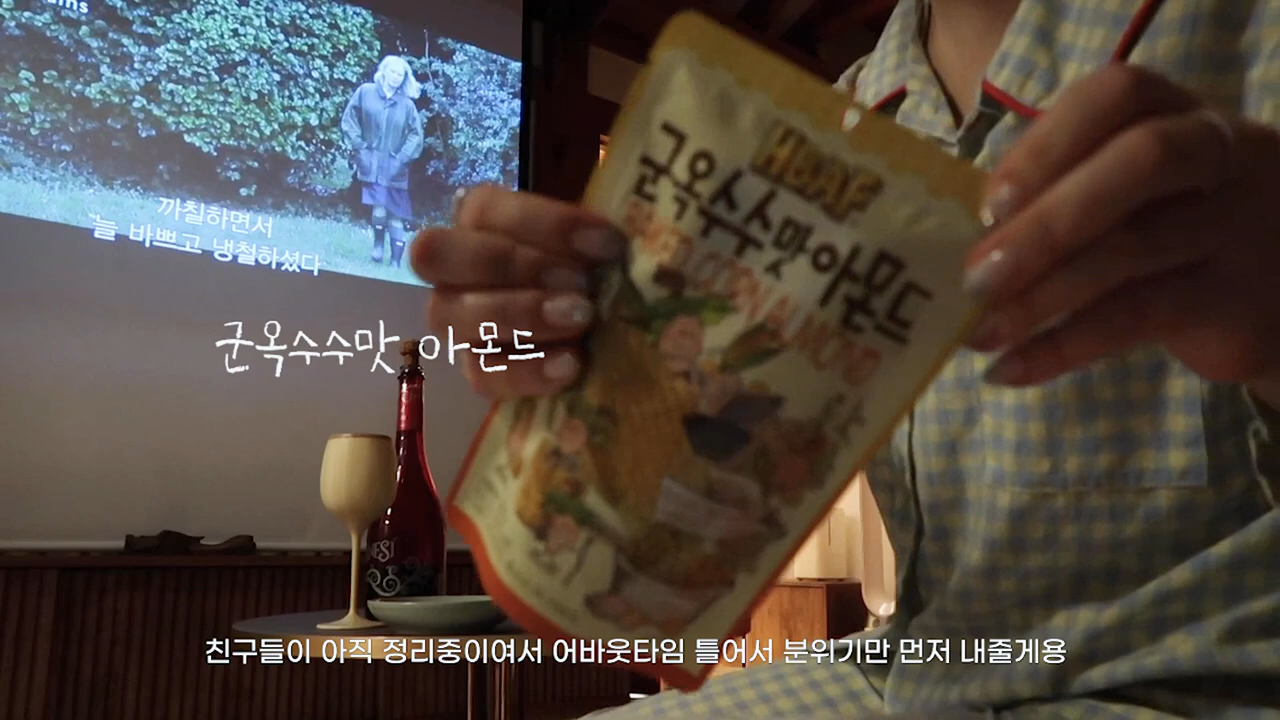 까칠하면서
늘 바쁘고 냉철하셨다
HBAF
군옥수수맛 아몬드
군옥수수맛 아몬드
친구들이 아직 정리중이여서 어바웃타임 틀어서 분위기만 먼저 내줄게용